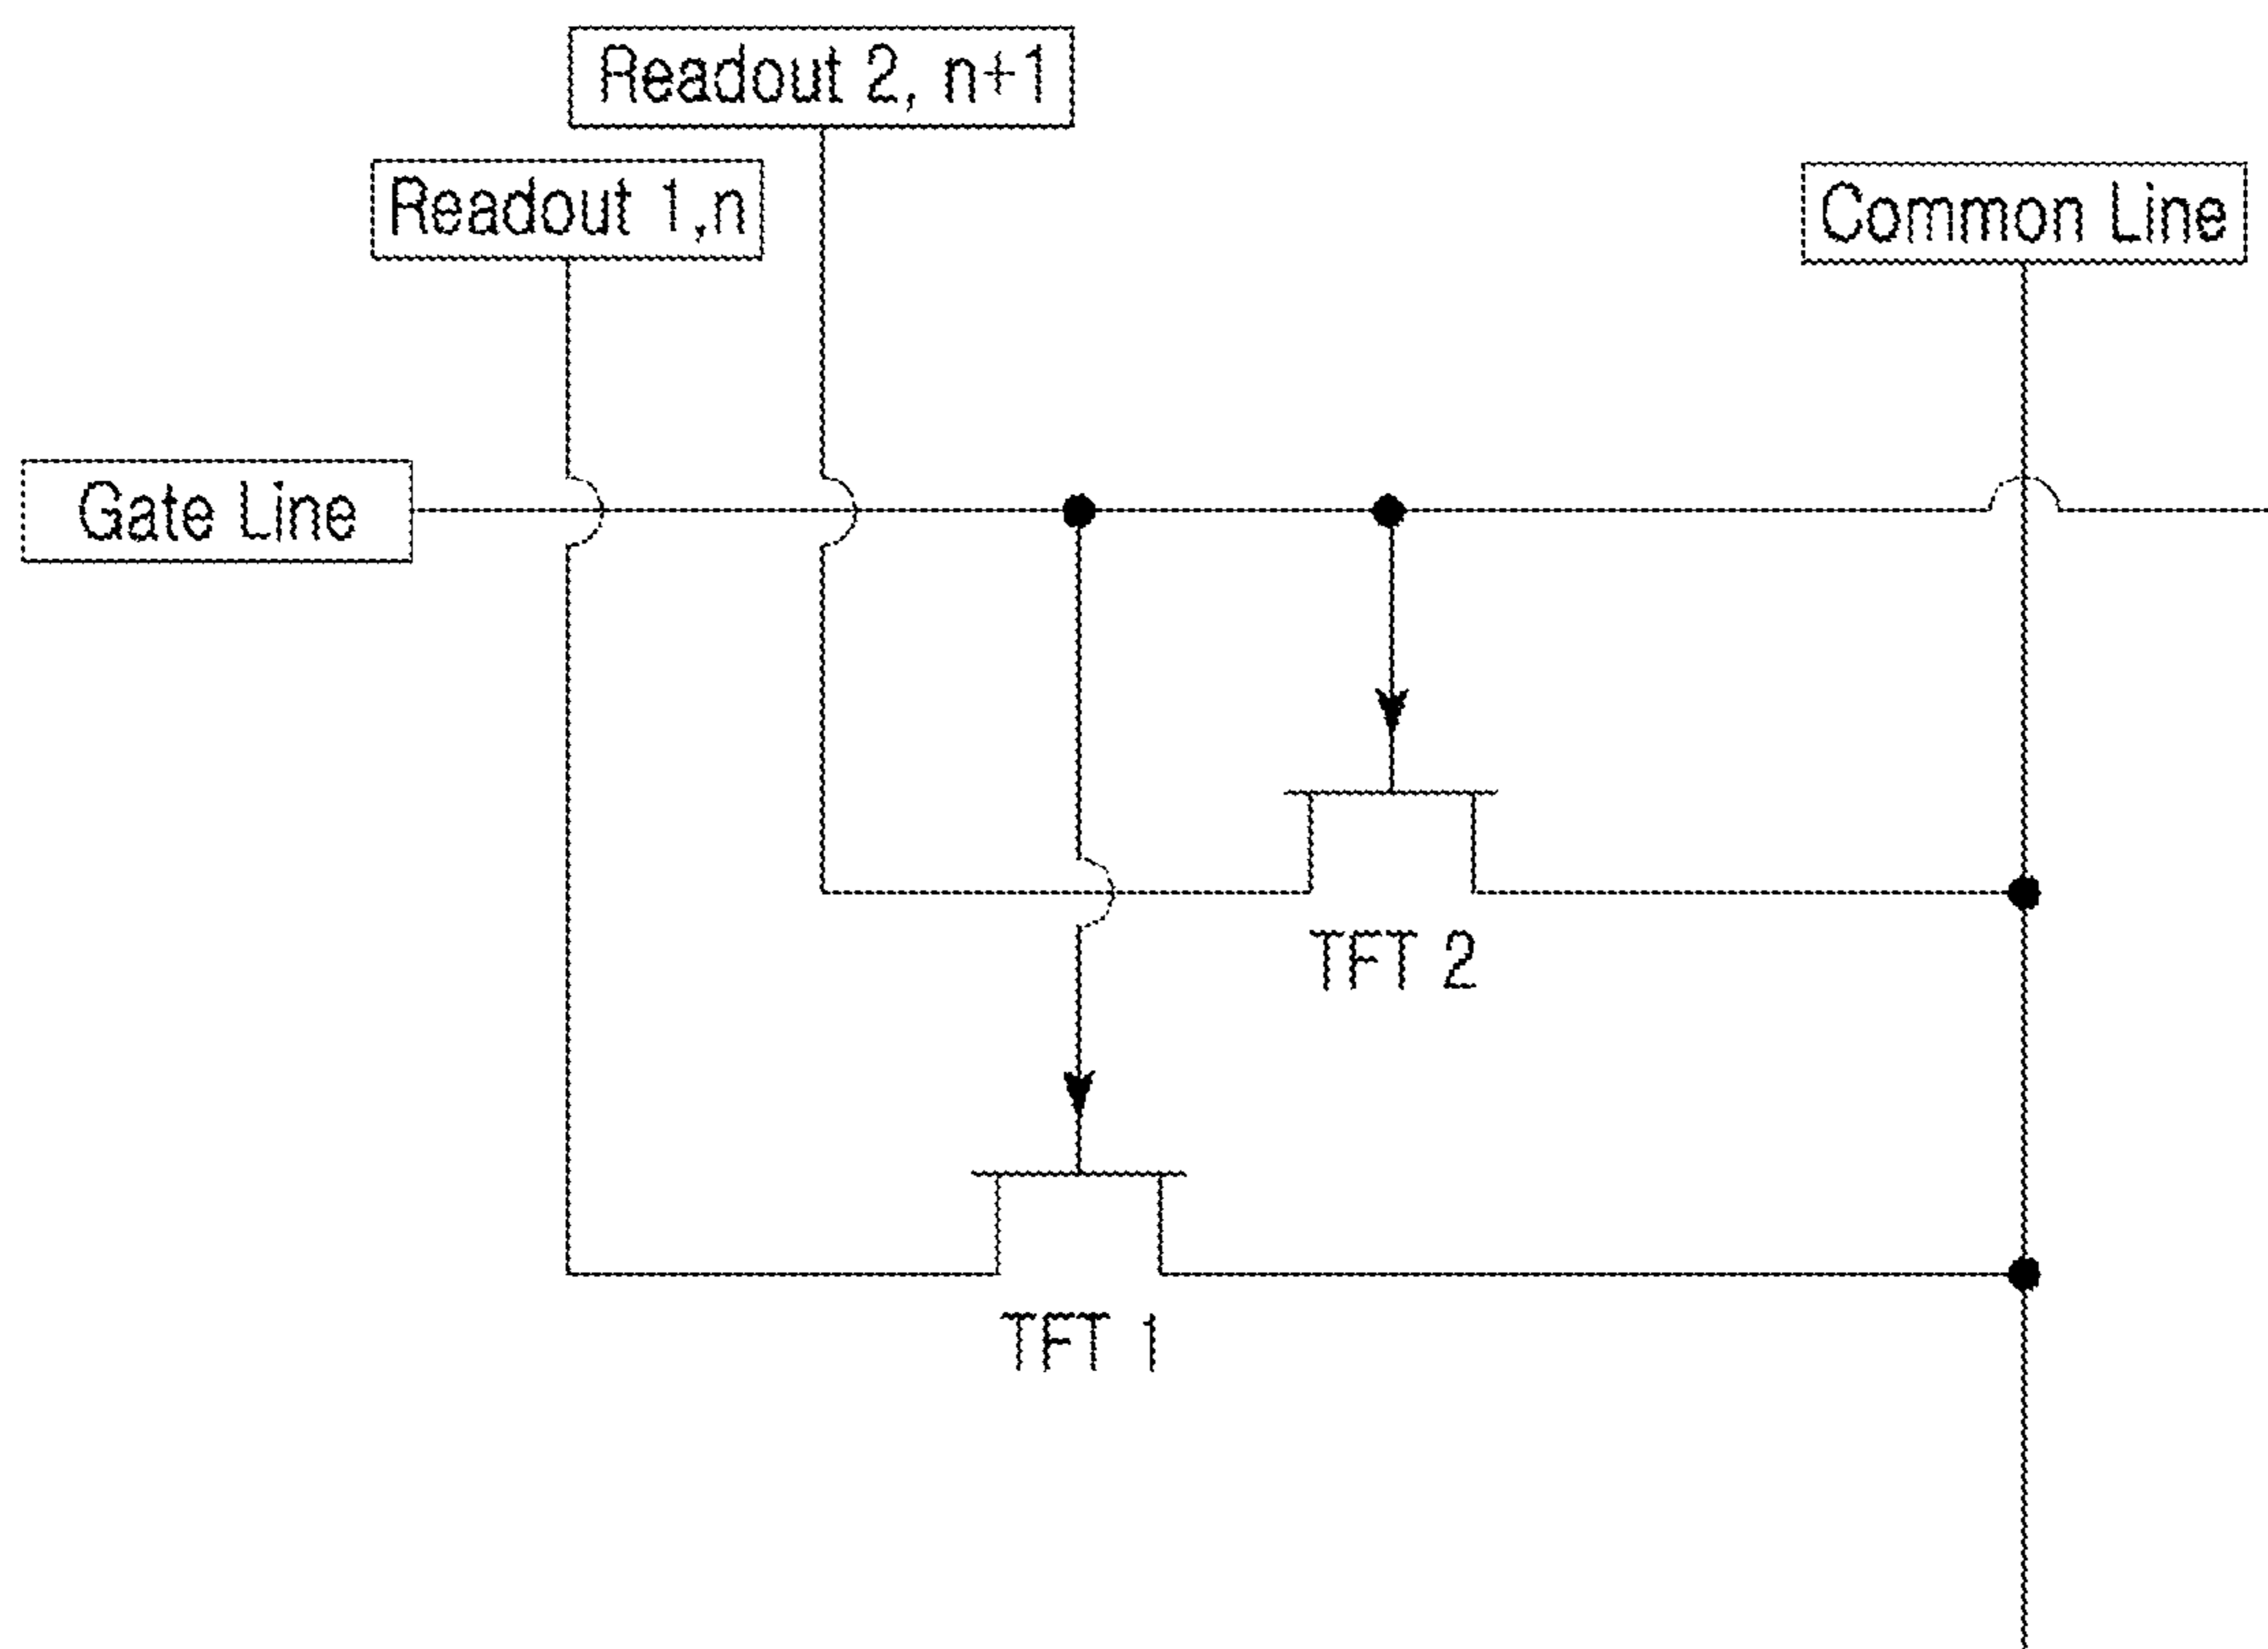 Readout 2, n+1
Readout 1,n
Common Line
Gate Line
TFT 2
TFT 1